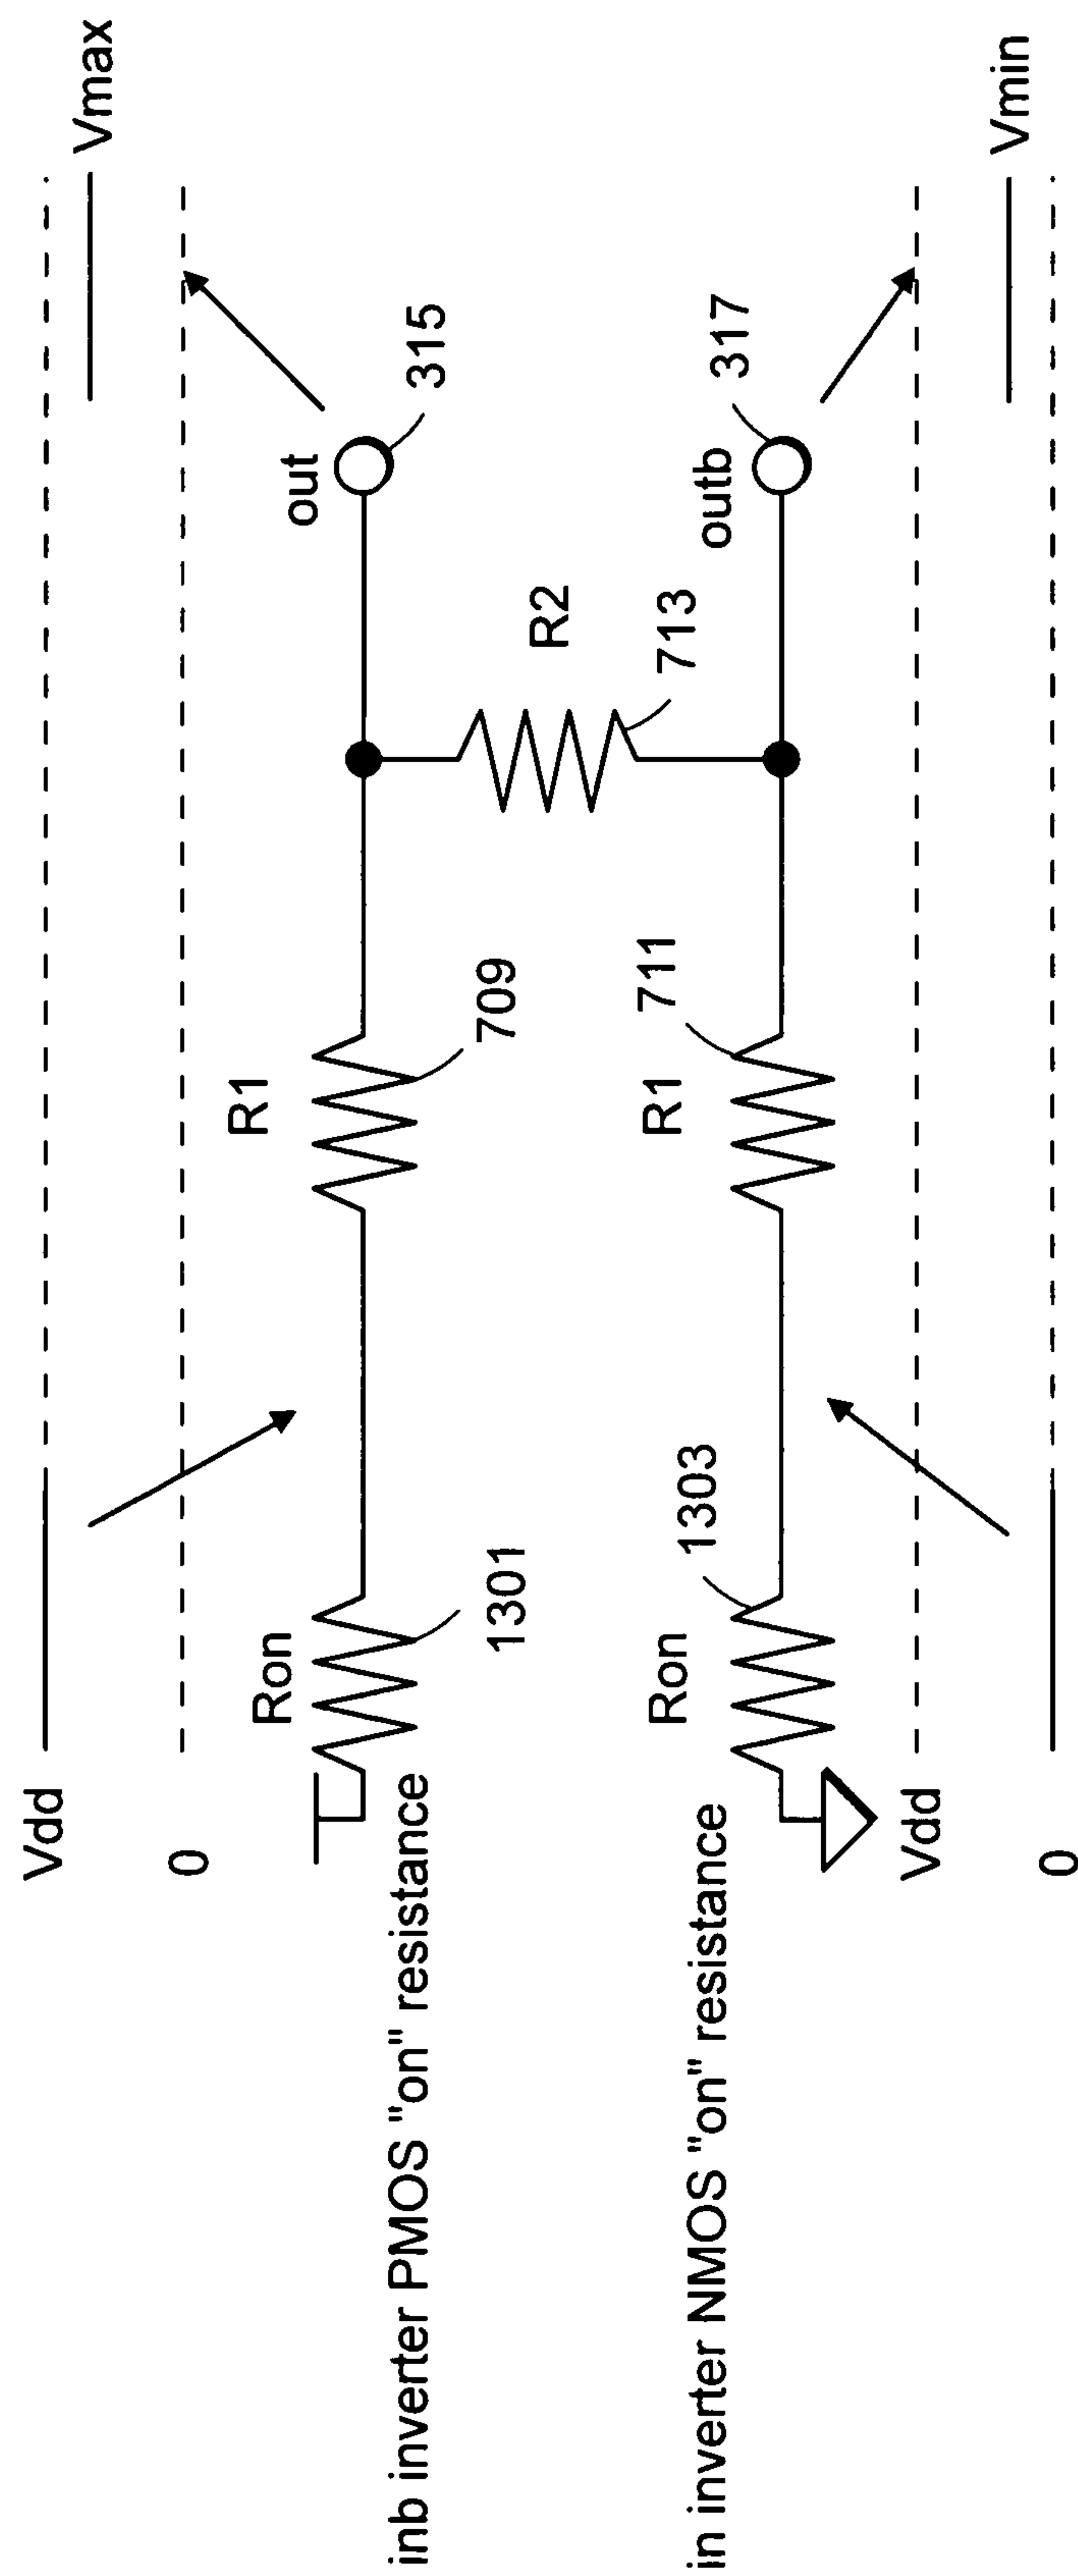 Vdd
Vmax
0
out
315
Ron
R1
1301
709
inb inverter PMOS "on" resistance
R2
713
Ron
R1
1303
711
outb
317
in inverter NMOS "on" resistance
Vdd
Vmin
0